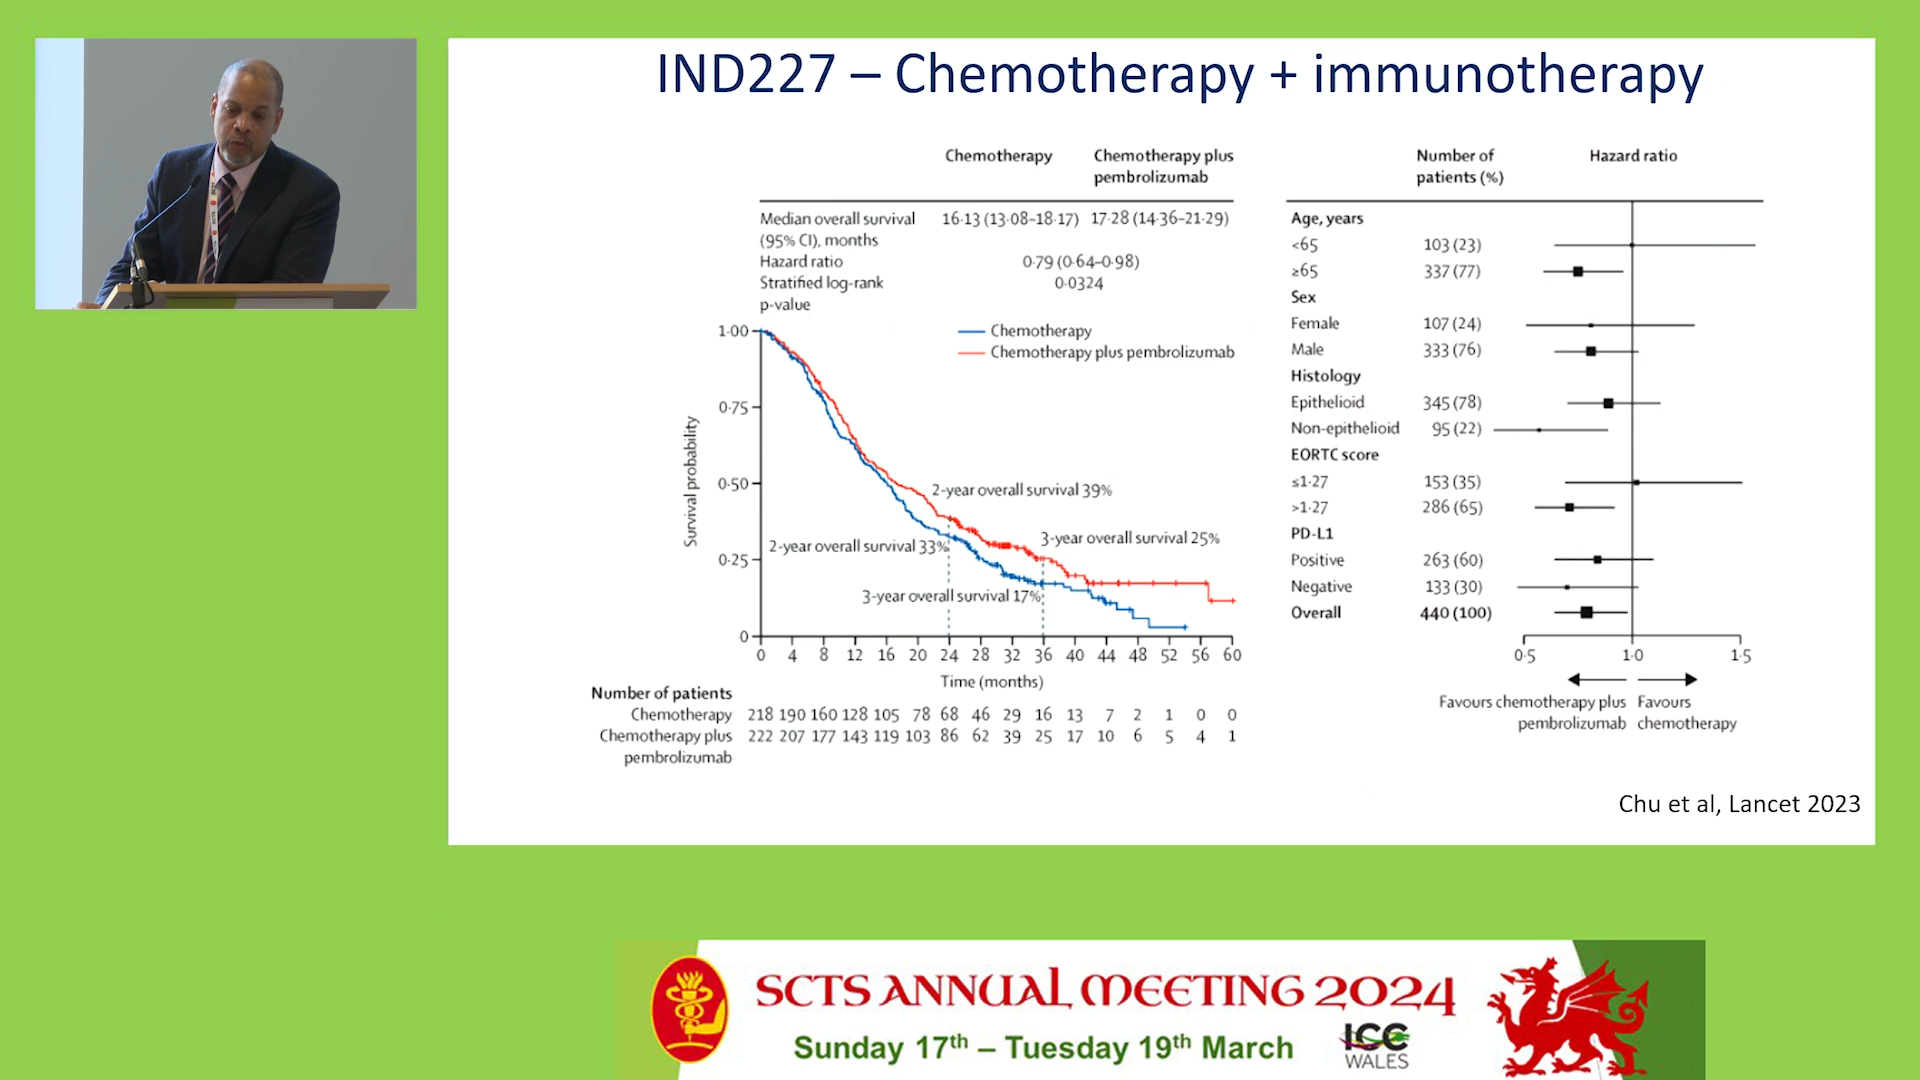 IND227 – Chemotherapy + immunotherapy
Chemotherapy
Chemotherapy plus
pembrolizumab
Median overall survival
(95% CI), months
16·13 (13·08–18·17)
17·28 (14·36–21·29)
Hazard ratio
0·79 (0·64–0·98)
Stratified log-rank
p-value
0·0324
Chemotherapy
Chemotherapy plus pembrolizumab
Survival probability
1·00
0·75
0·50
0·25
0
2-year overall survival 39%
2-year overall survival 33%
3-year overall survival 25%
3-year overall survival 17%
0 4 8 12 16 20 24 28 32 36 40 44 48 52 56 60
Time (months)
Number of patients
Chemotherapy 218 190 160 128 105 78 68 46 29 16 13 7 2 1 0 0
Chemotherapy plus 222 207 177 143 119 103 86 62 39 25 17 10 6 5 4 1
pembrolizumab
Number of
patients (%)
Hazard ratio
Age, years
<65 103 (23)
≥65 337 (77)
Sex
Female 107 (24)
Male 333 (76)
Histology
Epithelioid 345 (78)
Non-epithelioid 95 (22)
EORTC score
≤1·27 153 (35)
>1·27 286 (65)
PD-L1
Positive 263 (60)
Negative 133 (30)
Overall 440 (100)
0·5 1·0 1·5
Favours chemotherapy plus
pembrolizumab
Favours
chemotherapy
Chu et al, Lancet 2023
SCTS ANNUAL MEETING 2024
Sunday 17th – Tuesday 19th March
ICC
WALES